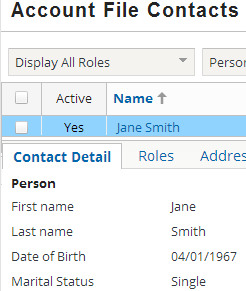 Account File Contacts
Display All Roles Person
Active Name ↑
Yes Jane Smith
Contact Detail Roles Addres
Person
First name Jane
Last name Smith
Date of Birth 04/01/1967
Marital Status Single